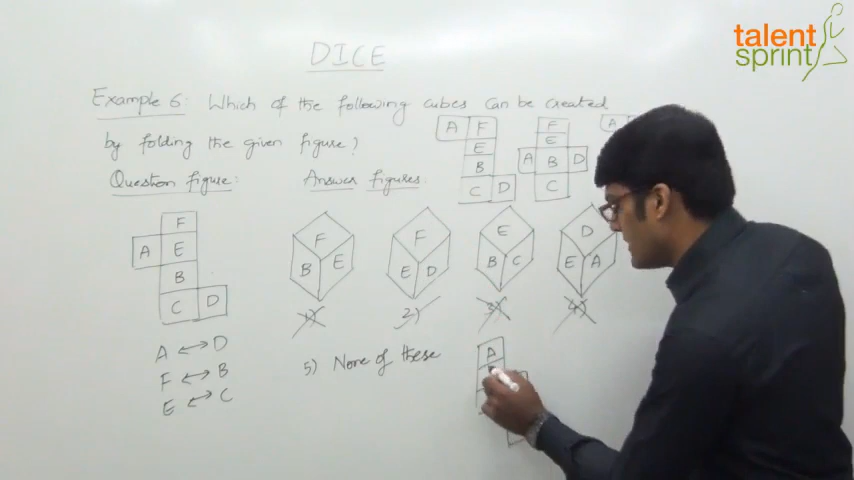 talent
sprint
DICE
Example 6: Which of the following cubes can be created
by folding the given figure?
Question figure:
Answer figures:
A F
E
B
C D
F
E
A B D
C
A
F
A E
B
C D
F
B E
F
E D
E
B C
D
E A
1)
2)
3)
4)
A ↔ D
F ↔ B
E ↔ C
5) None of these
A